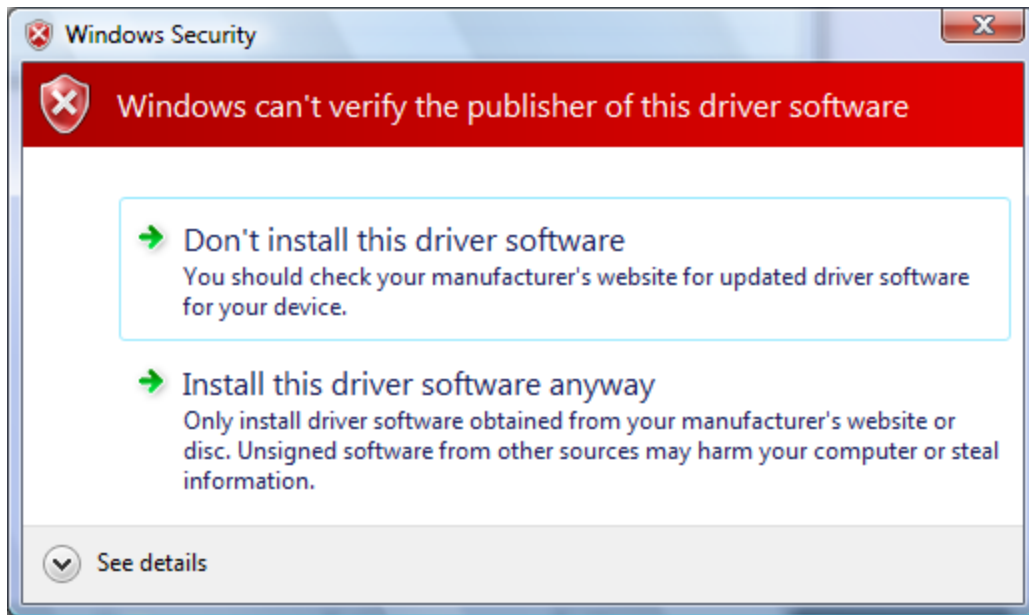 Windows Security
Windows can't verify the publisher of this driver software
Don't install this driver software
You should check your manufacturer's website for updated driver software
for your device.
Install this driver software anyway
Only install driver software obtained from your manufacturer's website or
disc. Unsigned software from other sources may harm your computer or steal
information.
See details